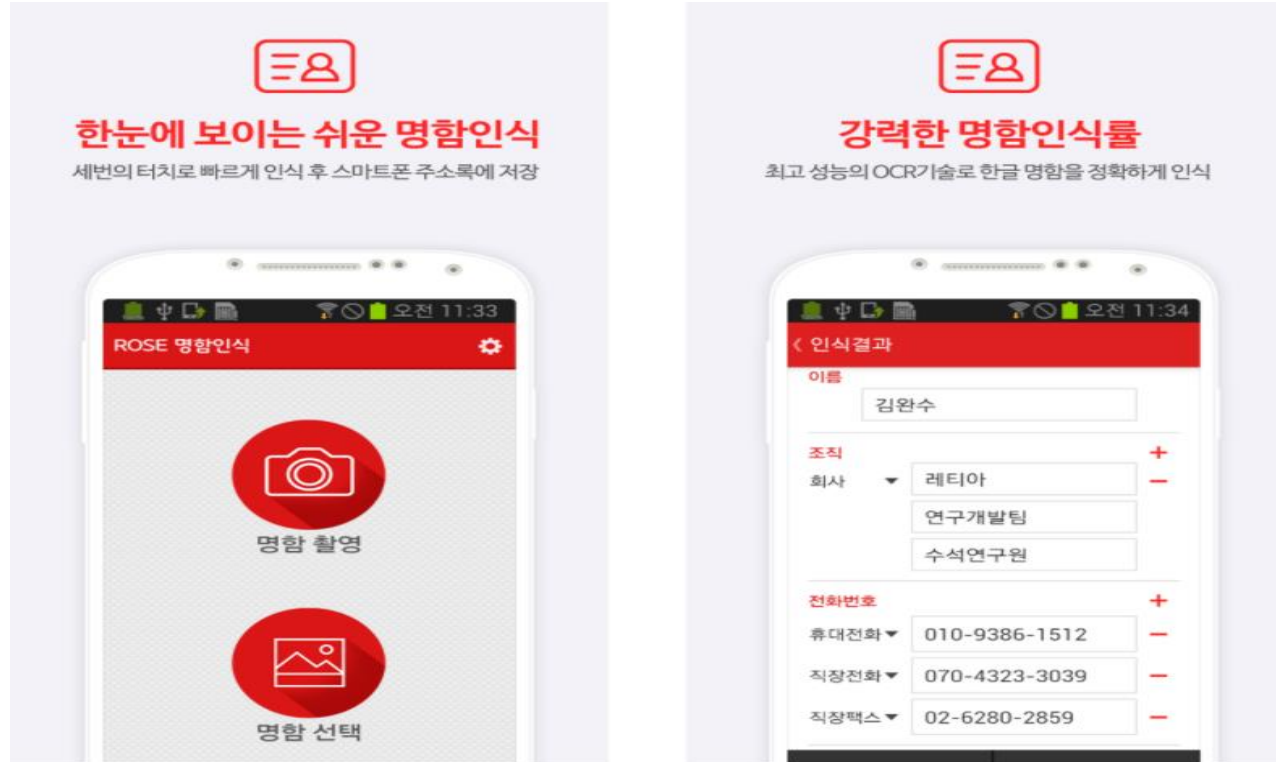 한눈에 보이는 쉬운 명함인식
세번의 터치로 빠르게 인식 후 스마트폰 주소록에 저장
오전 11:33
ROSE 명함인식
명함 촬영
명함 선택
강력한 명함인식률
최고 성능의 OCR기술로 한글 명함을 정확하게 인식
오전 11:34
〈 인식결과
이름
김완수
조직 +
회사 ▼ 레티아 −
연구개발팀
수석연구원
전화번호 +
휴대전화▼ 010-9386-1512 −
직장전화▼ 070-4323-3039 −
직장팩스▼ 02-6280-2859 −